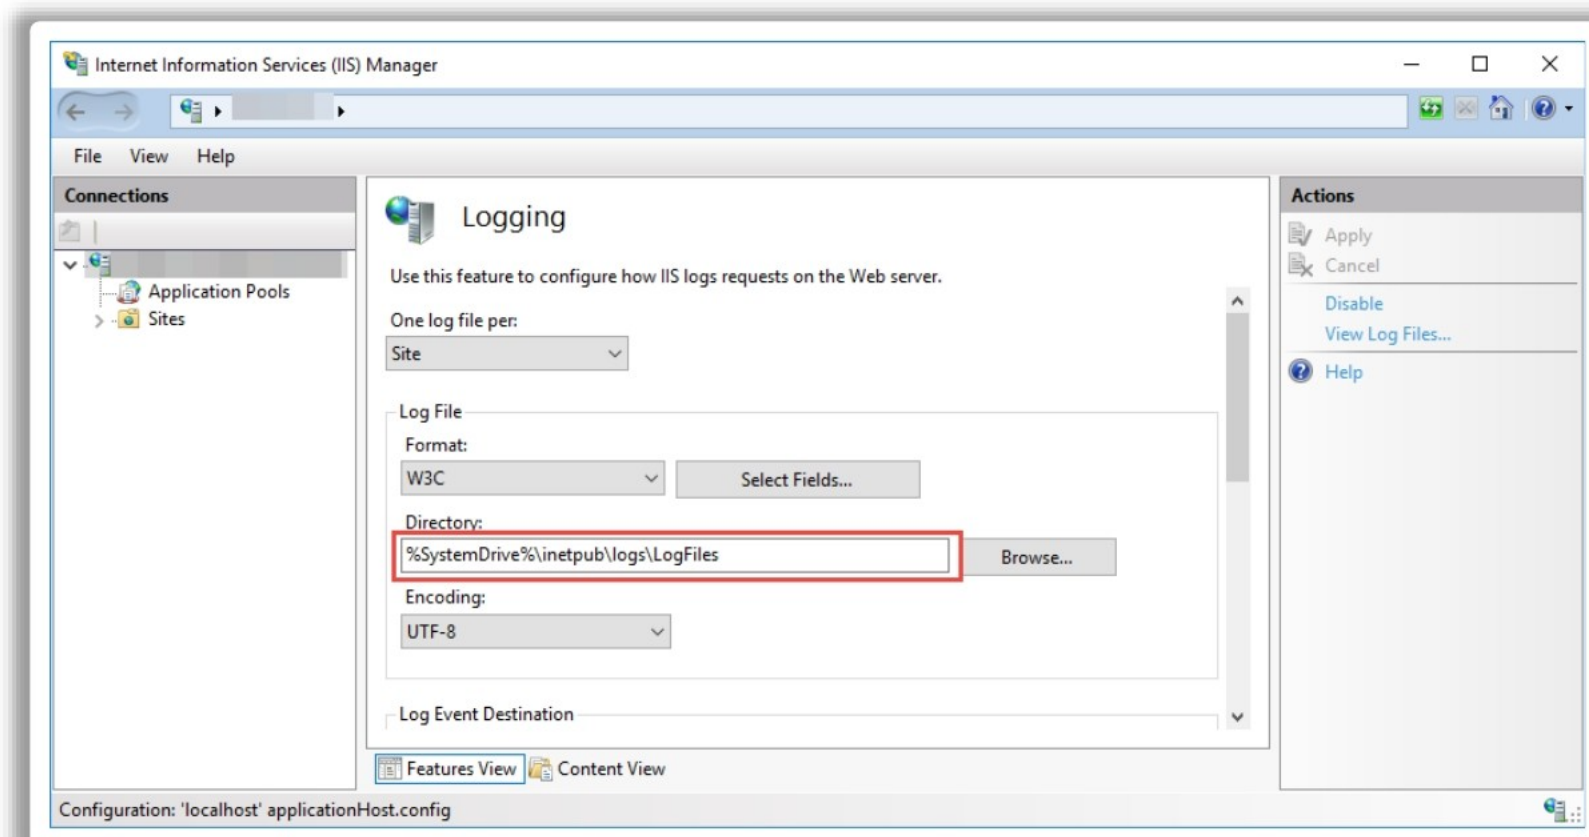 Internet Information Services (IIS) Manager
File View Help
Connections
Application Pools
Sites
Logging
Use this feature to configure how IIS logs requests on the Web server.
One log file per:
Site
Log File
Format:
W3C
Select Fields...
Directory:
%SystemDrive%\inetpub\logs\LogFiles
Browse...
Encoding:
UTF-8
Log Event Destination
Features View
Content View
Actions
Apply
Cancel
Disable
View Log Files...
Help
Configuration: 'localhost' applicationHost.config